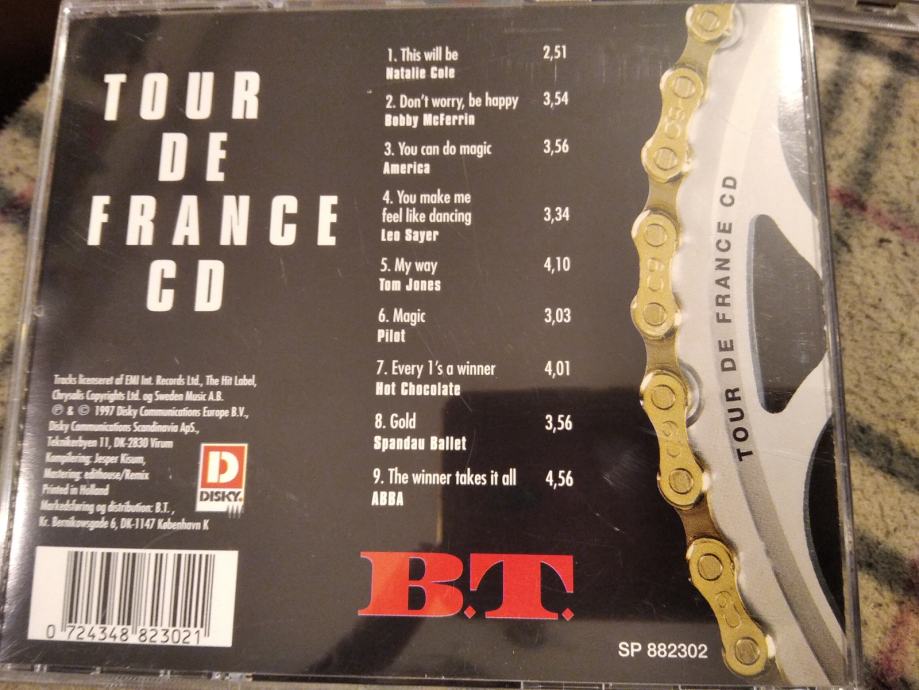 TOUR
DE
FRANCE
CD
1. This will be 2,51
Natalie Cole
2. Don't worry, be happy 3,54
Bobby McFerrin
3. You can do magic 3,56
America
4. You make me
feel like dancing 3,34
Leo Sayer
5. My way 4,10
Tom Jones
6. Magic 3,03
Pilot
7. Every 1's a winner 4,01
Hot Chocolate
8. Gold 3,56
Spandau Ballet
9. The winner takes it all 4,56
ABBA
Tracks licenseret af EMI Int. Records Ltd., The Hit Label,
Chrysalis Copyrights Ltd. og Sweden Music A.B.
℗ & © 1997 Disky Communications Europe B.V.,
Disky Communications Scandinavia ApS.,
Teknikerbyen 11, DK-2830 Virum
Kompilering: Jesper Kisum,
Mastering: edithouse/Remix
Printed in Holland
Markedsføring og distribution: B.T.,
Kr. Bernikowsgade 6, DK-1147 København K
D
DISKY.
0 724348 823021
B.T.
SP 882302
TOUR DE FRANCE CD